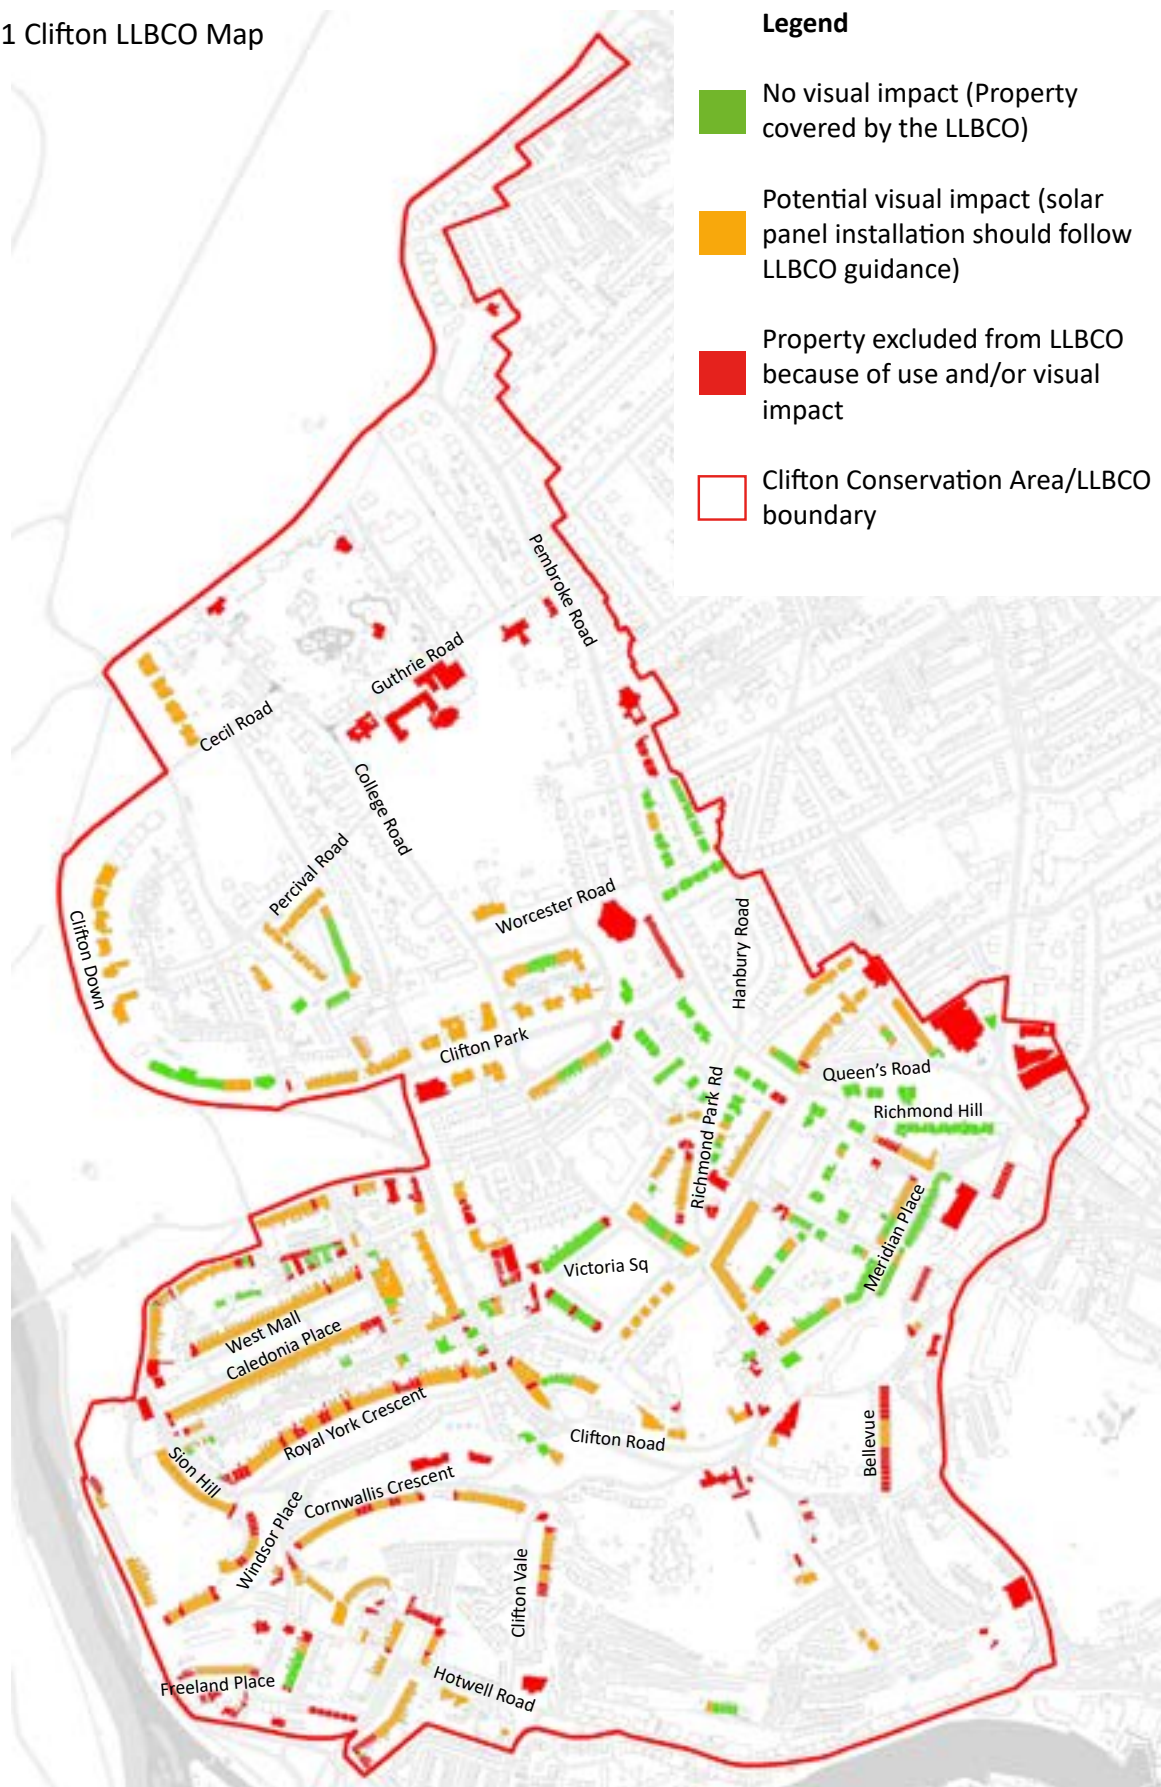 1 Clifton LLBCO Map
Legend
No visual impact (Property
covered by the LLBCO)
Potential visual impact (solar
panel installation should follow
LLBCO guidance)
Property excluded from LLBCO
because of use and/or visual
impact
Clifton Conservation Area/LLBCO
boundary
Pembroke Road
Guthrie Road
Cecil Road
College Road
Percival Road
Worcester Road
Clifton Down
Hanbury Road
Clifton Park
Queen's Road
Richmond Park Rd
Richmond Hill
Meridian Place
Victoria Sq
West Mall
Caledonia Place
Royal York Crescent
Clifton Road
Bellevue
Sion Hill
Cornwallis Crescent
Windsor Place
Clifton Vale
Freeland Place
Hotwell Road